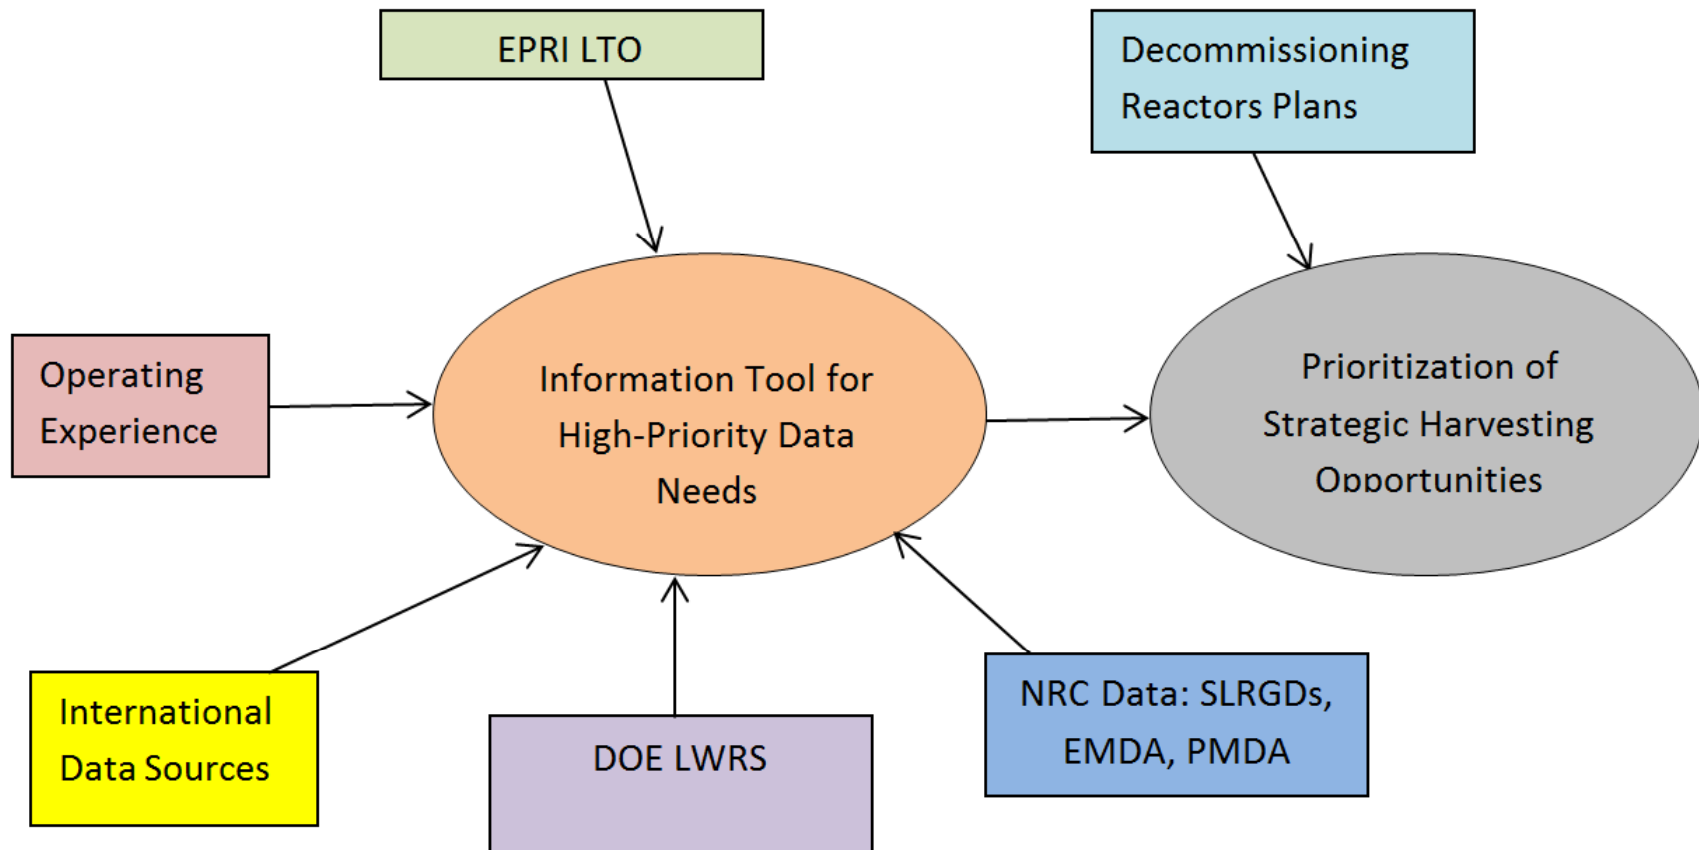 EPRI LTO
Decommissioning
Reactors Plans
Operating
Experience
Information Tool for
High-Priority Data
Needs
Prioritization of
Strategic Harvesting
Opportunities
International
Data Sources
DOE LWRS
NRC Data: SLRGDs,
EMDA, PMDA